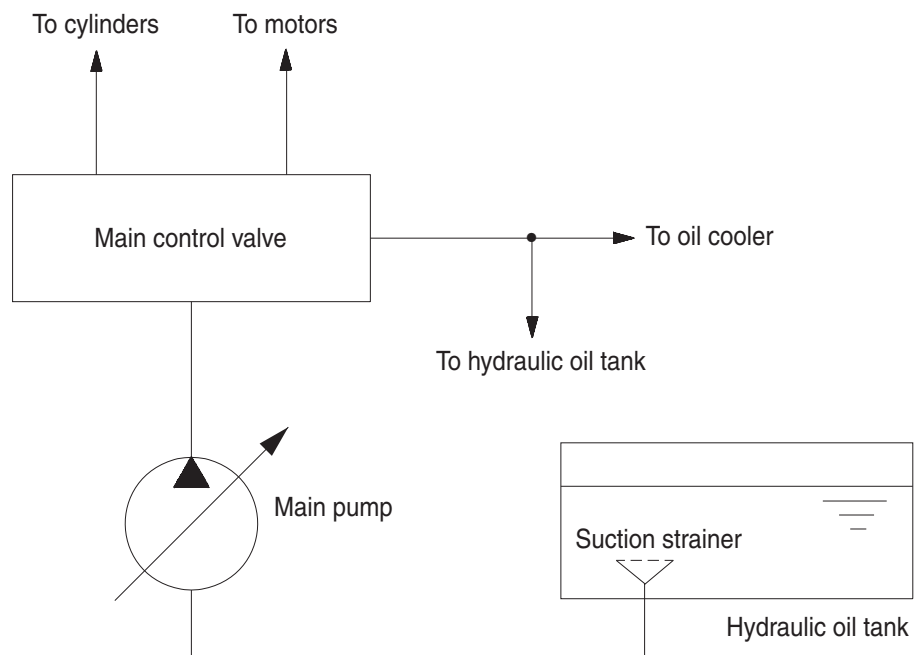 To cylinders
To motors
Main control valve
To oil cooler
To hydraulic oil tank
Main pump
Suction strainer
Hydraulic oil tank